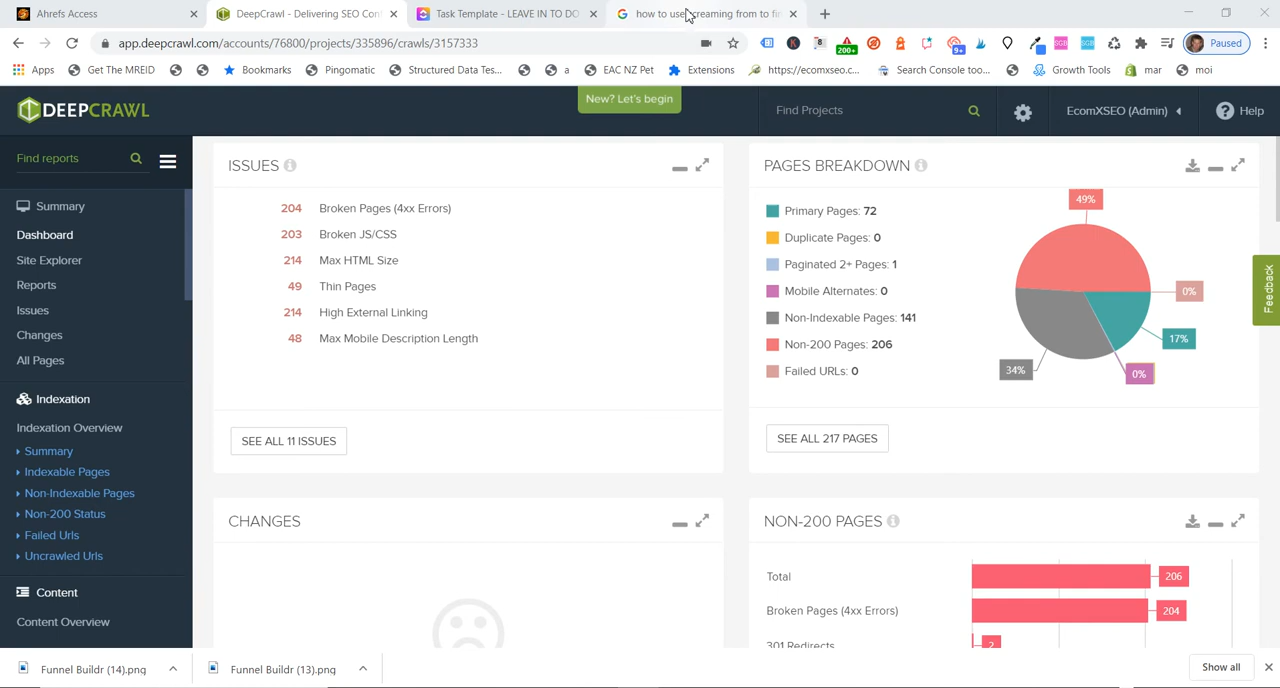 Ahrefs Access
DeepCrawl - Delivering SEO Con
Task Template - LEAVE IN TO DO
how to use screaming from to fin
app.deepcrawl.com/accounts/76800/projects/335896/crawls/3157333
200+
9+
Paused
Apps
Get The MREID
Bookmarks
Pingomatic
Structured Data Tes...
a
EAC NZ Pet
Extensions
https://ecomxseo.c...
Search Console too...
Growth Tools
mar
moi
DEEPCRAWL
New? Let's begin
Find Projects
EcomXSEO (Admin)
Help
Find reports
Summary
Dashboard
Site Explorer
Reports
Issues
Changes
All Pages
Indexation
Indexation Overview
Summary
Indexable Pages
Non-Indexable Pages
Non-200 Status
Failed Urls
Uncrawled Urls
Content
Content Overview
ISSUES
204 Broken Pages (4xx Errors)
203 Broken JS/CSS
214 Max HTML Size
49 Thin Pages
214 High External Linking
48 Max Mobile Description Length
SEE ALL 11 ISSUES
PAGES BREAKDOWN
Primary Pages: 72
Duplicate Pages: 0
Paginated 2+ Pages: 1
Mobile Alternates: 0
Non-Indexable Pages: 141
Non-200 Pages: 206
Failed URLs: 0
49%
0%
17%
0%
34%
SEE ALL 217 PAGES
CHANGES
NON-200 PAGES
Total 206
Broken Pages (4xx Errors) 204
301 Redirects 2
Feedback
Funnel Buildr (14).png
Funnel Buildr (13).png
Show all